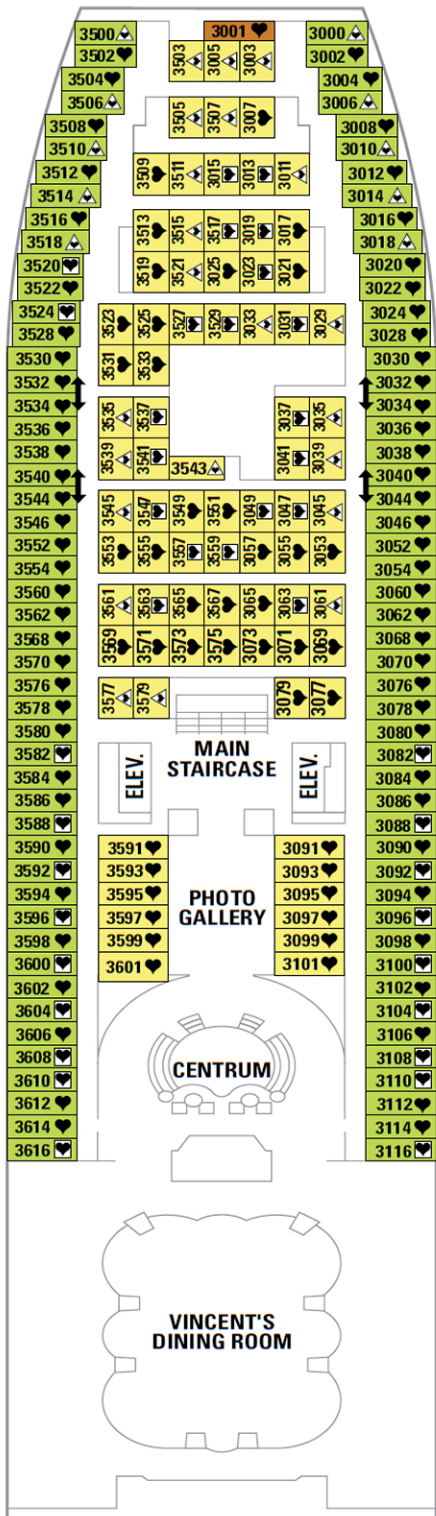 3500 3001 3000
3502 3503 3005 3003 3002
3504 3004
3506 3006
3505 3507 3007
3508 3008
3510 3010
3512 3509 3511 3015 3013 3011 3012
3514 3014
3516 3513 3515 3517 3019 3017 3016
3518 3018
3520 3519 3521 3025 3023 3021 3020
3522 3022
3524 3523 3525 3527 3529 3033 3031 3029 3024
3528 3028
3530 3531 3533 3030
3532 3032
3534 3535 3537 3037 3035 3034
3536 3036
3538 3539 3541 3041 3039 3038
3540 3543 3040
3544 3044
3546 3545 3547 3549 3551 3049 3047 3045 3046
3552 3553 3555 3557 3559 3057 3055 3053 3052
3554 3054
3560 3561 3563 3565 3567 3065 3063 3061 3060
3562 3062
3568 3569 3571 3573 3575 3073 3071 3069 3068
3570 3070
3576 3577 3579 3079 3077 3076
3578 3078
3580 3080
3582 MAIN 3082
3584 ELEV. STAIRCASE ELEV. 3084
3586 3086
3588 3088
3590 3591 3091 3090
3592 3593 3093 3092
3594 3595 PHOTO 3095 3094
3596 3597 GALLERY 3097 3096
3598 3599 3099 3098
3600 3601 3101 3100
3602 3102
3604 3104
3606 3106
3608 CENTRUM 3108
3610 3110
3612 3112
3614 3114
3616 3116
VINCENT'S
DINING ROOM